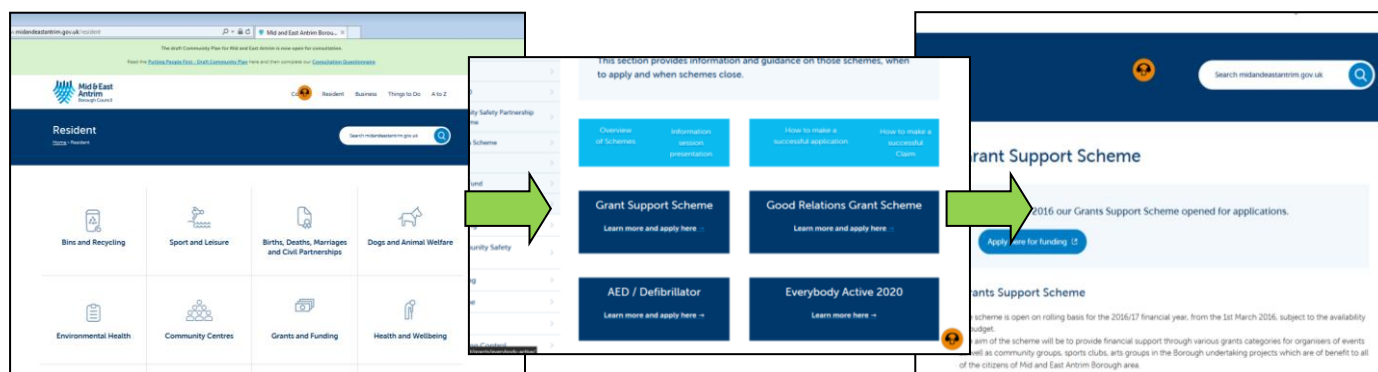 midandeastantrim.gov.uk/resident
Mid and East Antrim Borou...
The draft Community Plan for Mid and East Antrim is now open for consultation.
Read the Putting People First - Draft Community Plan here and then complete our Consultation Questionnaire
Mid & East
Antrim
Borough Council
Resident Business Things to Do A to Z
Resident
Home › Resident
Search midandeastantrim.gov.uk
Bins and Recycling
Sport and Leisure
Births, Deaths, Marriages
and Civil Partnerships
Dogs and Animal Welfare
Environmental Health
Community Centres
Grants and Funding
Health and Wellbeing
This section provides information and guidance on those schemes, when
to apply and when schemes close.
Safety Partnership
Scheme
Safety
Overview
of Schemes
Information
session
presentation
How to make a
successful application
How to make a
successful
Claim
Grant Support Scheme
Learn more and apply here →
Good Relations Grant Scheme
Learn more and apply here →
AED / Defibrillator
Learn more and apply here →
Everybody Active 2020
Learn more here →
Search midandeastantrim.gov.uk
Grant Support Scheme
2016 our Grants Support Scheme opened for applications.
Apply here for funding
Grants Support Scheme
scheme is open on rolling basis for the 2016/17 financial year, from the 1st March 2016, subject to the availability
budget.
aim of the scheme will be to provide financial support through various grants categories for organisers of events
well as community groups, sports clubs, arts groups in the Borough undertaking projects which are of benefit to all
of the citizens of Mid and East Antrim Borough area.